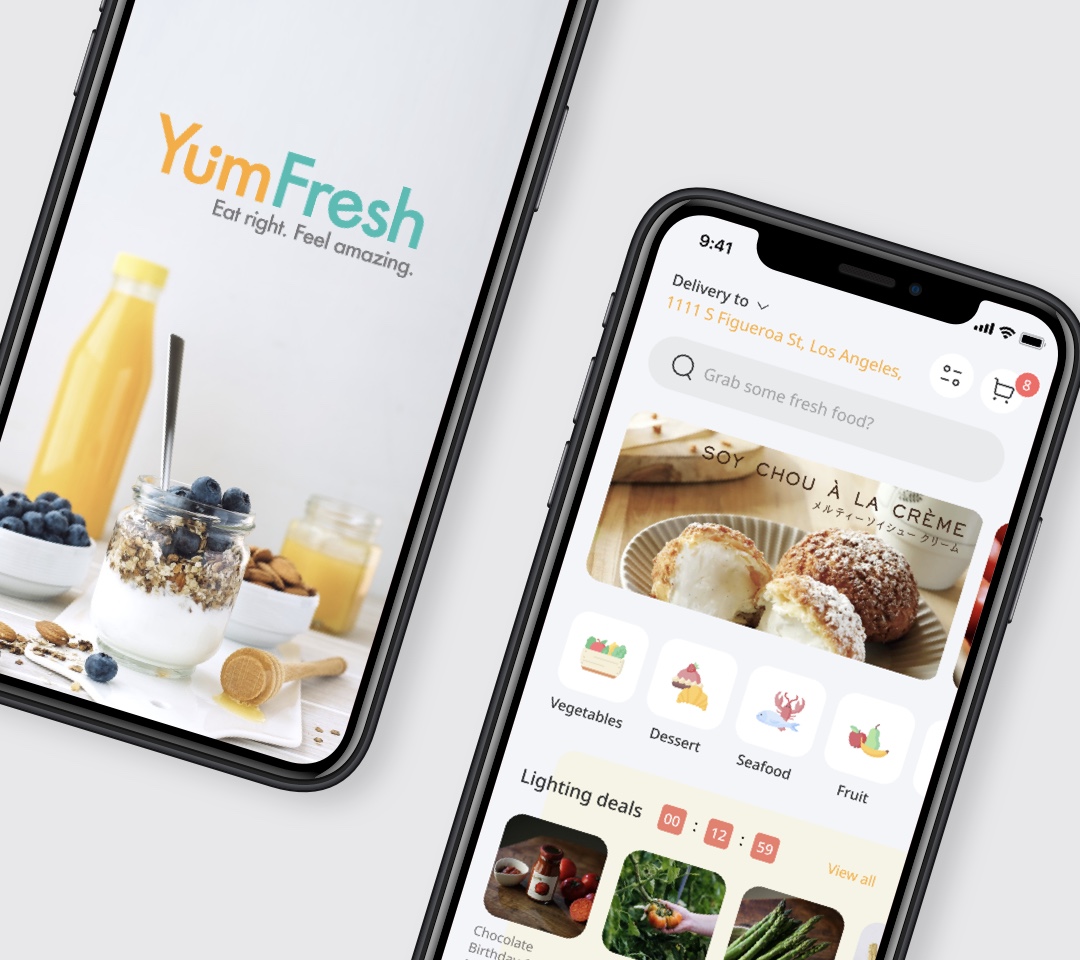 YumFresh
Eat right. Feel amazing.
9:41
Delivery to
1111 S Figueroa St, Los Angeles,
8
Grab some fresh food?
SOY CHOU À LA CRÈME
メルティーソイシュー クリーム
Vegetables
Dessert
Seafood
Fruit
Lighting deals 00 : 12 : 59
View all
Chocolate
Birthday